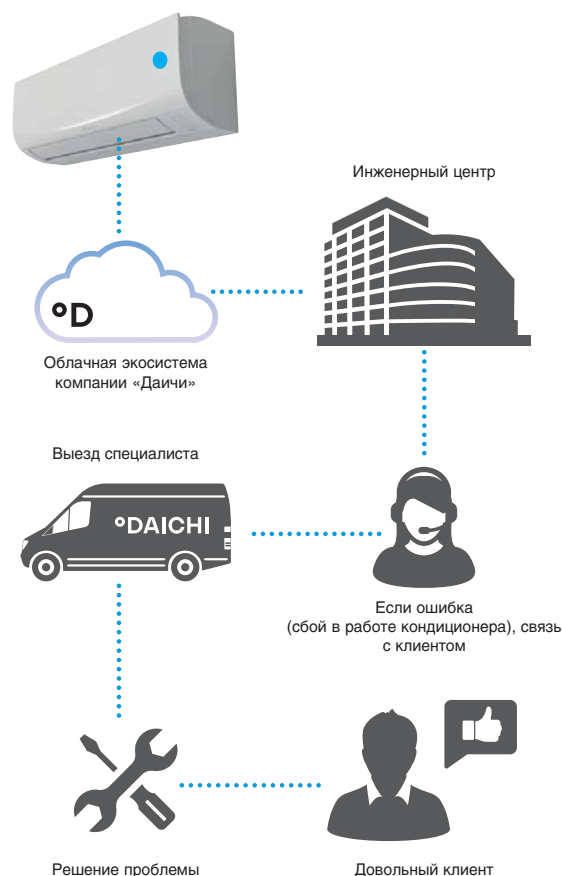 Инженерный центр
°D
Облачная экосистема
компании «Даичи»
Выезд специалиста
°DAICHI
Если ошибка
(сбой в работе кондиционера), связь
с клиентом
Решение проблемы
Довольный клиент